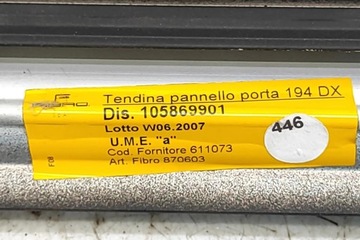 Tendina pannello porta 194 DX
Dis. 105869901
Lotto W06.2007
U.M.E. "a"
Cod. Fornitore 611073
Art. Fibro 870603
446